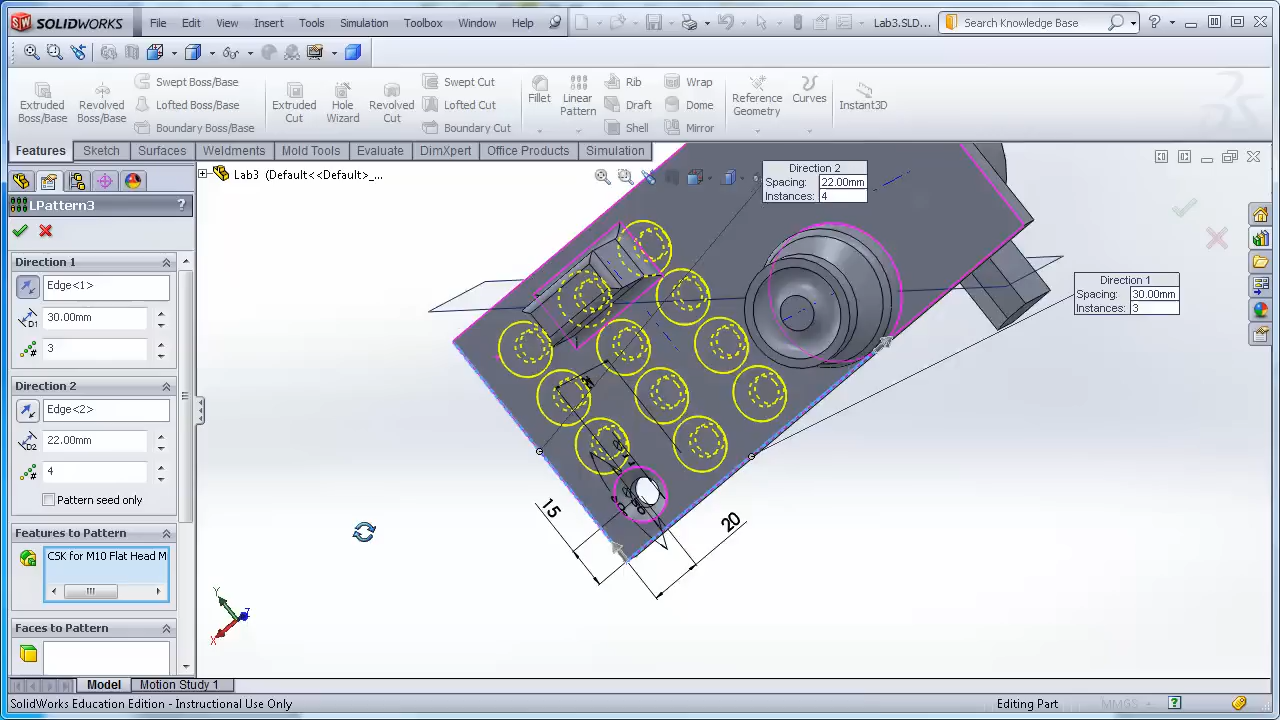 SOLIDWORKS File Edit View Insert Tools Simulation Toolbox Window Help Lab3.SLD... Search Knowledge Base ?
Extruded Boss/Base
Revolved Boss/Base
Swept Boss/Base
Lofted Boss/Base
Boundary Boss/Base
Extruded Cut
Hole Wizard
Revolved Cut
Swept Cut
Lofted Cut
Boundary Cut
Fillet
Linear Pattern
Rib
Draft
Shell
Wrap
Dome
Mirror
Reference Geometry
Curves
Instant3D
Features Sketch Surfaces Weldments Mold Tools Evaluate DimXpert Office Products Simulation
Lab3 (Default<<Default>_...
LPattern3 ?
Direction 1
Edge<1>
D1 30.00mm
3
Direction 2
Edge<2>
D2 22.00mm
4
Pattern seed only
Features to Pattern
CSK for M10 Flat Head M
Faces to Pattern
Direction 2
Spacing: 22.00mm
Instances: 4
Direction 1
Spacing: 30.00mm
Instances: 3
15
20
Y
Z
X
Model Motion Study 1
SolidWorks Education Edition - Instructional Use Only Editing Part MMGS ?